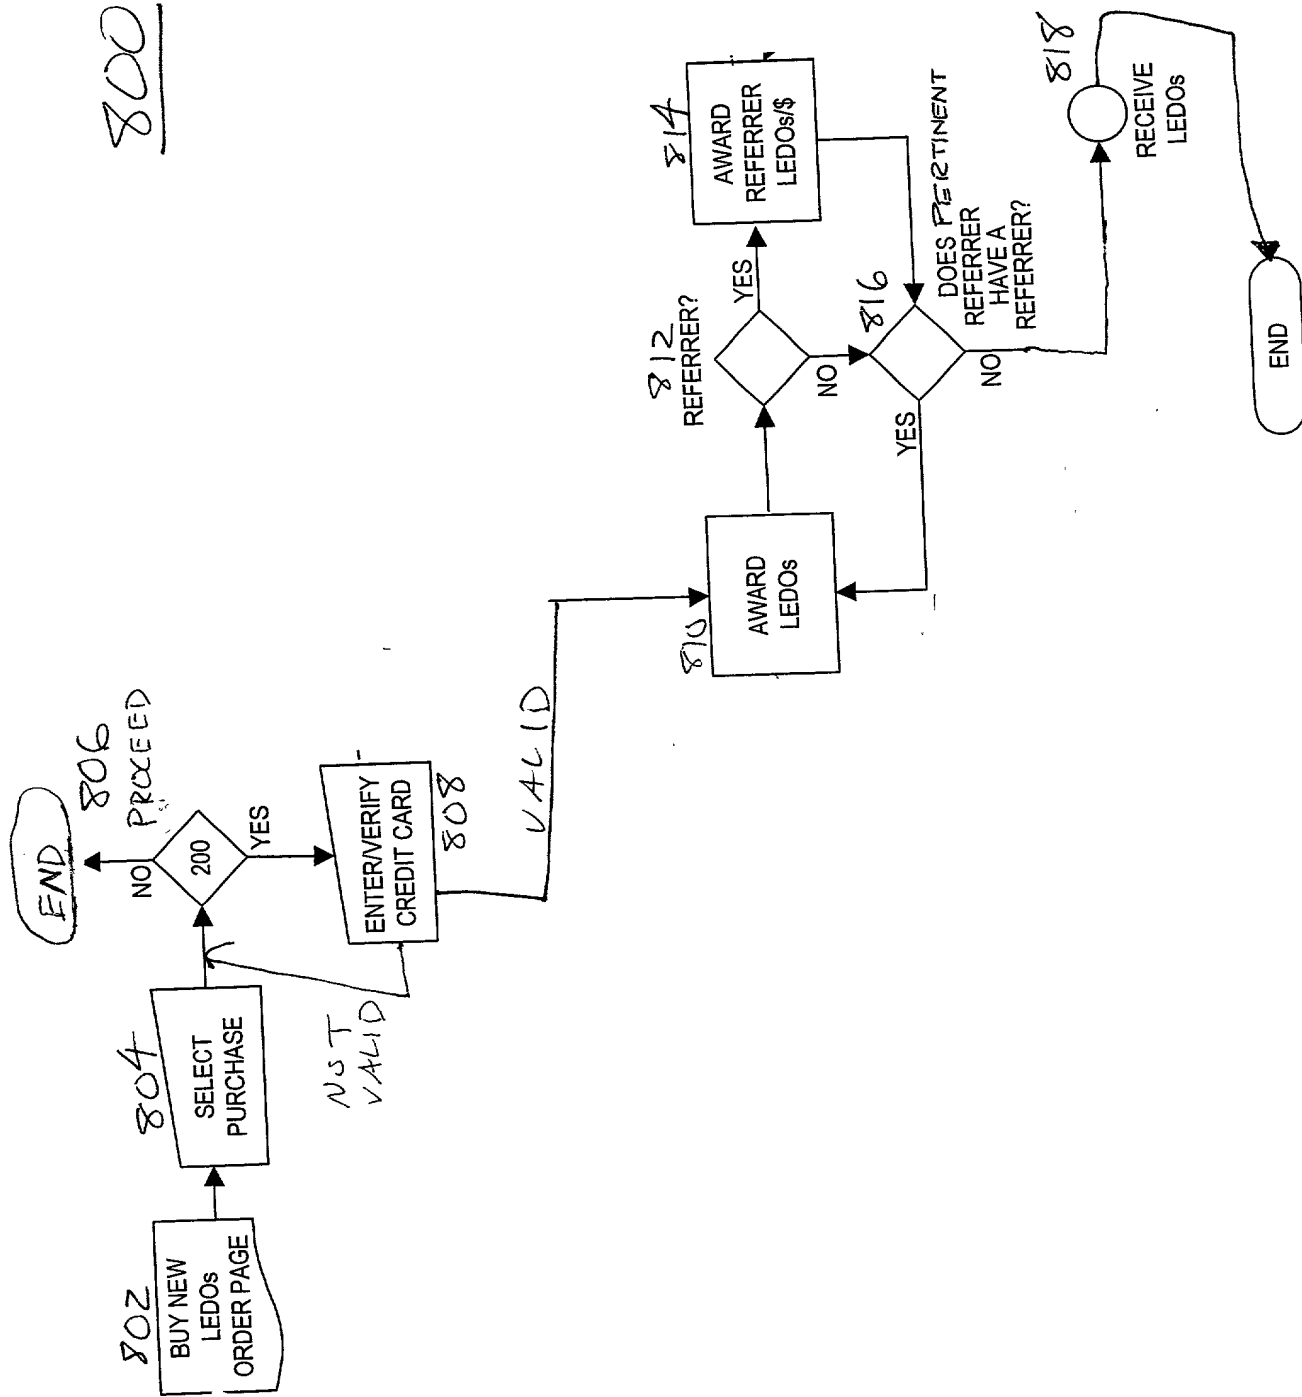 800
802
BUY NEW
LEDOs
ORDER PAGE
804
SELECT
PURCHASE
END
806
PROCEED
NO
200
YES
ENTER/VERIFY
CREDIT CARD
808
NOT
VALID
VALID
810
AWARD
LEDOs
812
REFERRER?
YES
NO
814
AWARD
REFERRER
LEDOs/$
816
DOES PERTINENT
REFERRER
HAVE A
REFERRER?
YES
NO
818
RECEIVE
LEDOs
END